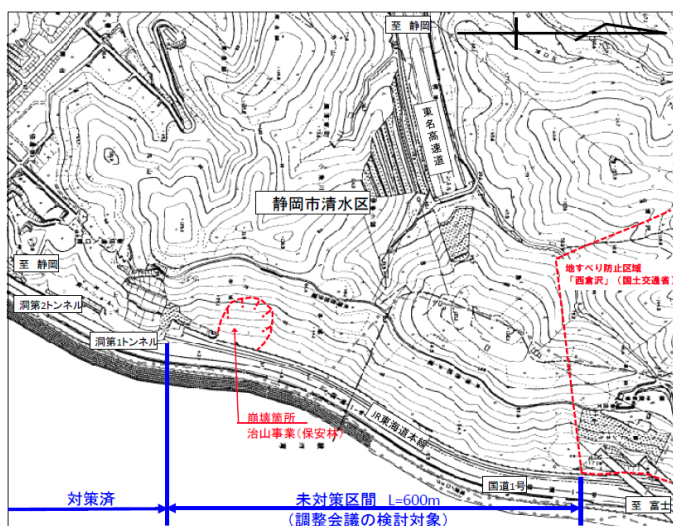 至 静岡
東名高速道
静岡市清水区
地すべり防止区域
「西倉沢」(国土交通省)
至 静岡
洞第2トンネル
洞第1トンネル
崩壊箇所
治山事業(保安林)
JR東海道本線
国道1号
至 富士
対策済
未対策区間 L=600m
(調整会議の検討対象)